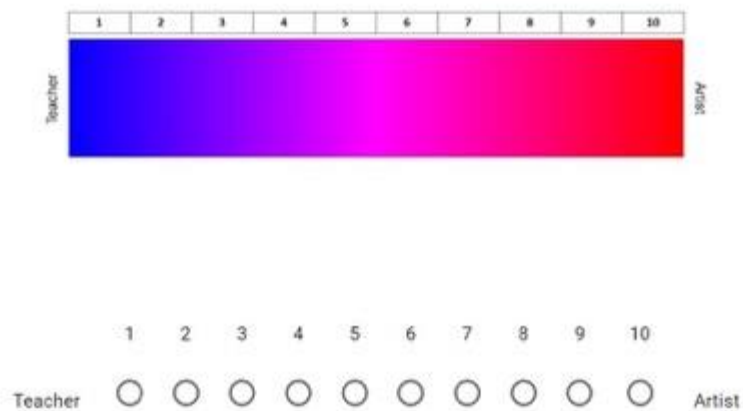 1 2 3 4 5 6 7 8 9 10
Teacher
Artist
1 2 3 4 5 6 7 8 9 10
Teacher Artist